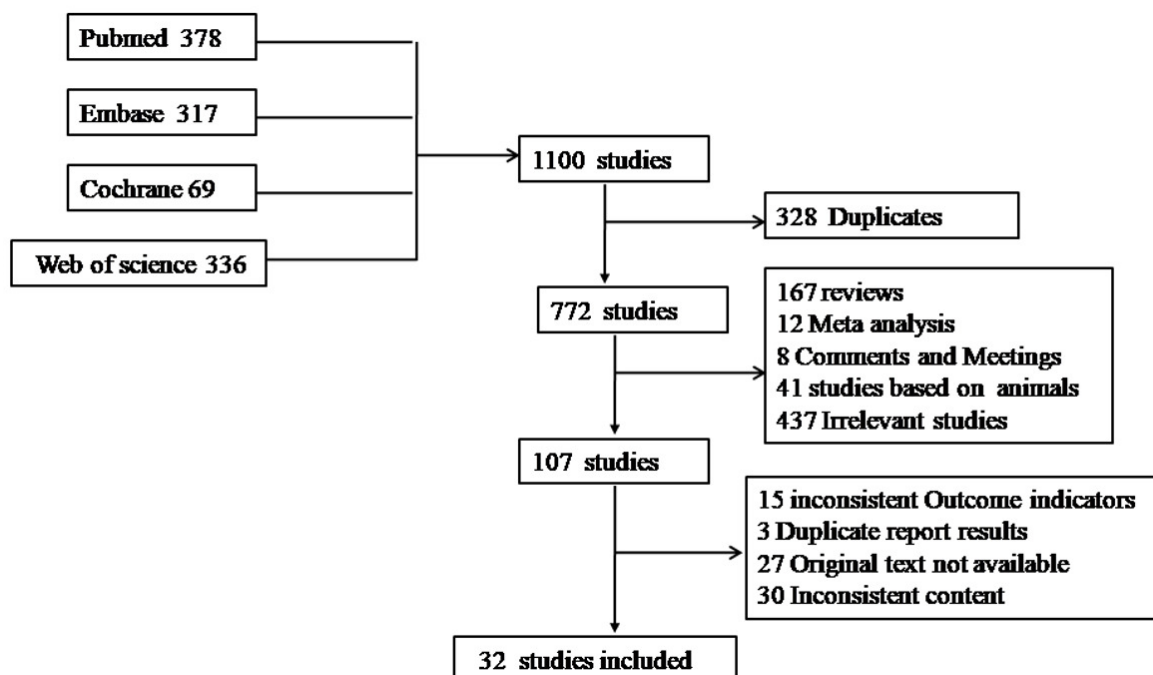 Pubmed 378
Embase 317
Cochrane 69
Web of science 336
1100 studies
328 Duplicates
772 studies
167 reviews
12 Meta analysis
8 Comments and Meetings
41 studies based on animals
437 Irrelevant studies
107 studies
15 inconsistent Outcome indicators
3 Duplicate report results
27 Original text not available
30 Inconsistent content
32 studies included